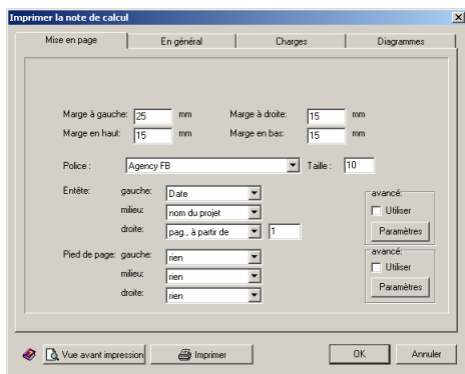 Imprimer la note de calcul
Mise en page En général Charges Diagrammes
Marge à gauche: 25 mm Marge à droite: 15 mm
Marge en haut: 15 mm Marge en bas: 15 mm
Police : Agency FB Taille : 10
Entête: gauche: Date
milieu: nom du projet
droite: pag., à partir de 1
avancé:
Utiliser
Paramètres
Pied de page: gauche: rien
milieu: rien
droite: rien
avancé:
Utiliser
Paramètres
Vue avant impression Imprimer OK Annuler